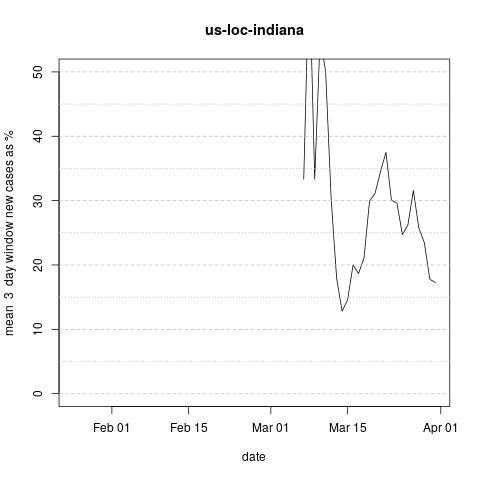 us-loc-indiana
mean  3  day window new cases as %
50
40
30
20
10
0
Feb 01
Feb 15
Mar 01
Mar 15
Apr 01
date